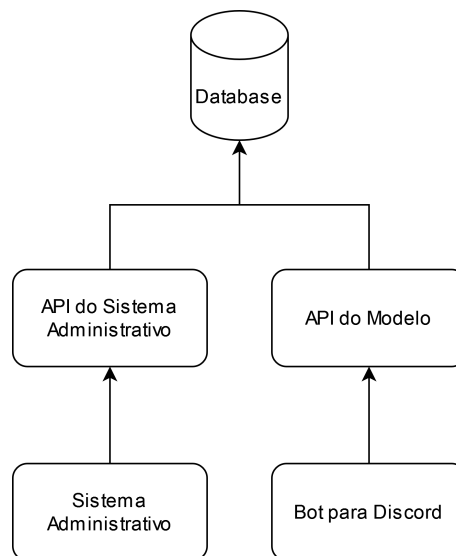 Database
API do Sistema
Administrativo
API do Modelo
Sistema
Administrativo
Bot para Discord